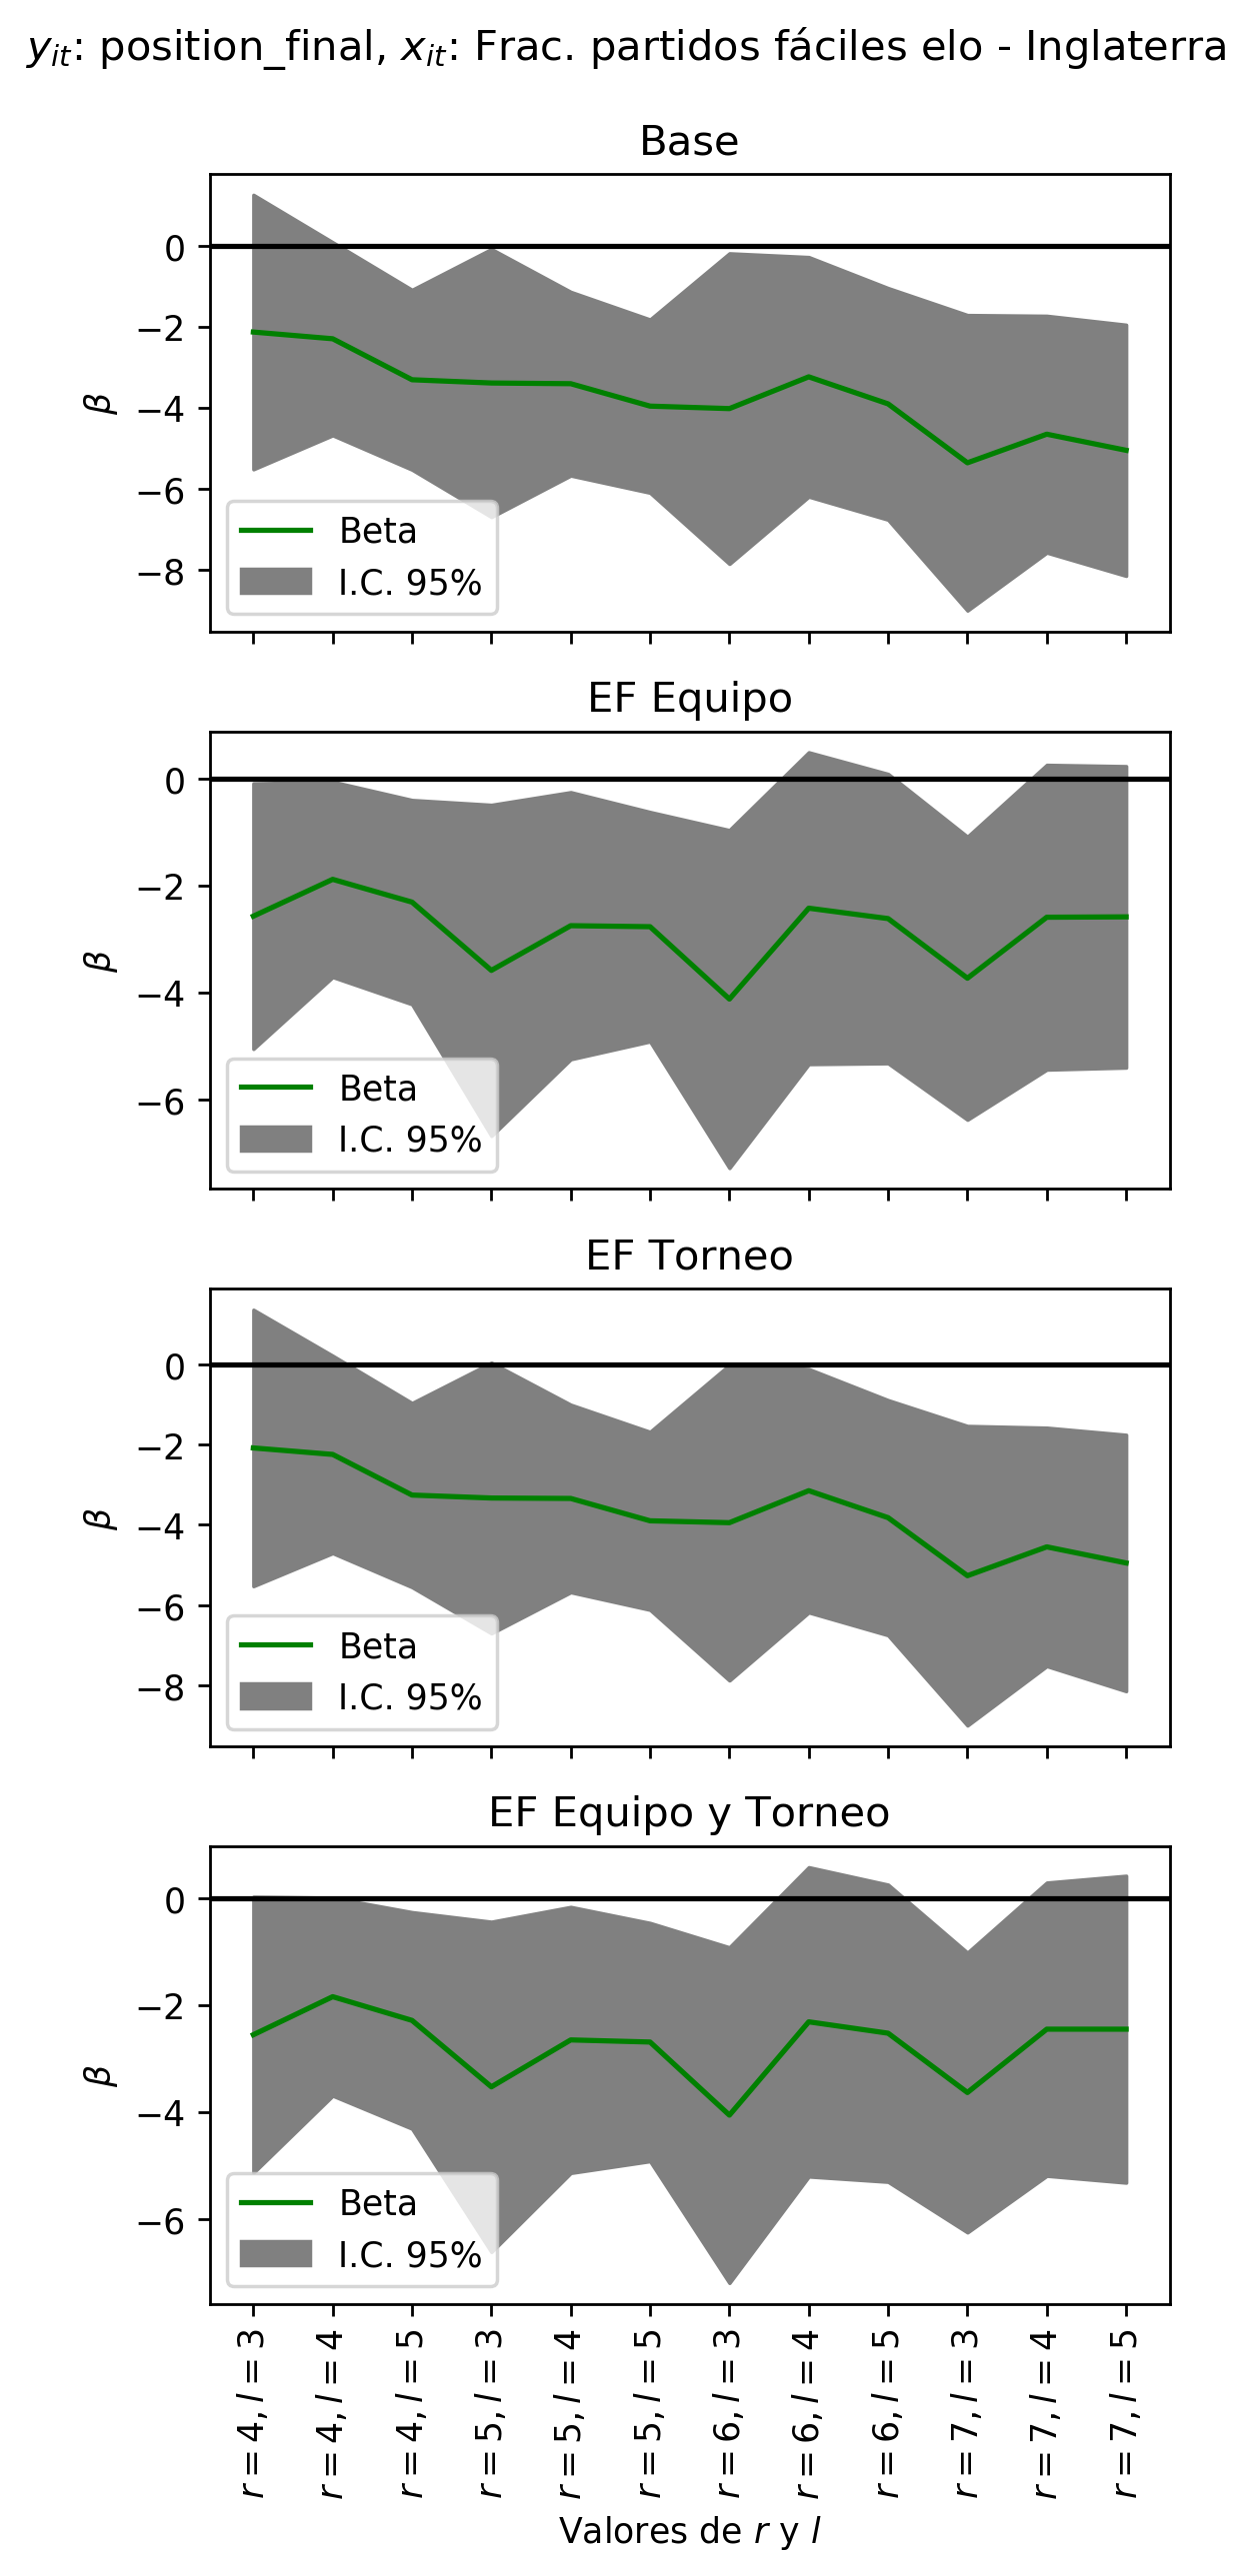 y_it: position_final, x_it: Frac. partidos fáciles elo - Inglaterra
Base
0
−2
−4
−6
−8
β
Beta
I.C. 95%
EF Equipo
0
−2
−4
−6
β
Beta
I.C. 95%
EF Torneo
0
−2
−4
−6
−8
β
Beta
I.C. 95%
EF Equipo y Torneo
0
−2
−4
−6
β
Beta
I.C. 95%
r = 4, l = 3
r = 4, l = 4
r = 4, l = 5
r = 5, l = 3
r = 5, l = 4
r = 5, l = 5
r = 6, l = 3
r = 6, l = 4
r = 6, l = 5
r = 7, l = 3
r = 7, l = 4
r = 7, l = 5
Valores de r y l